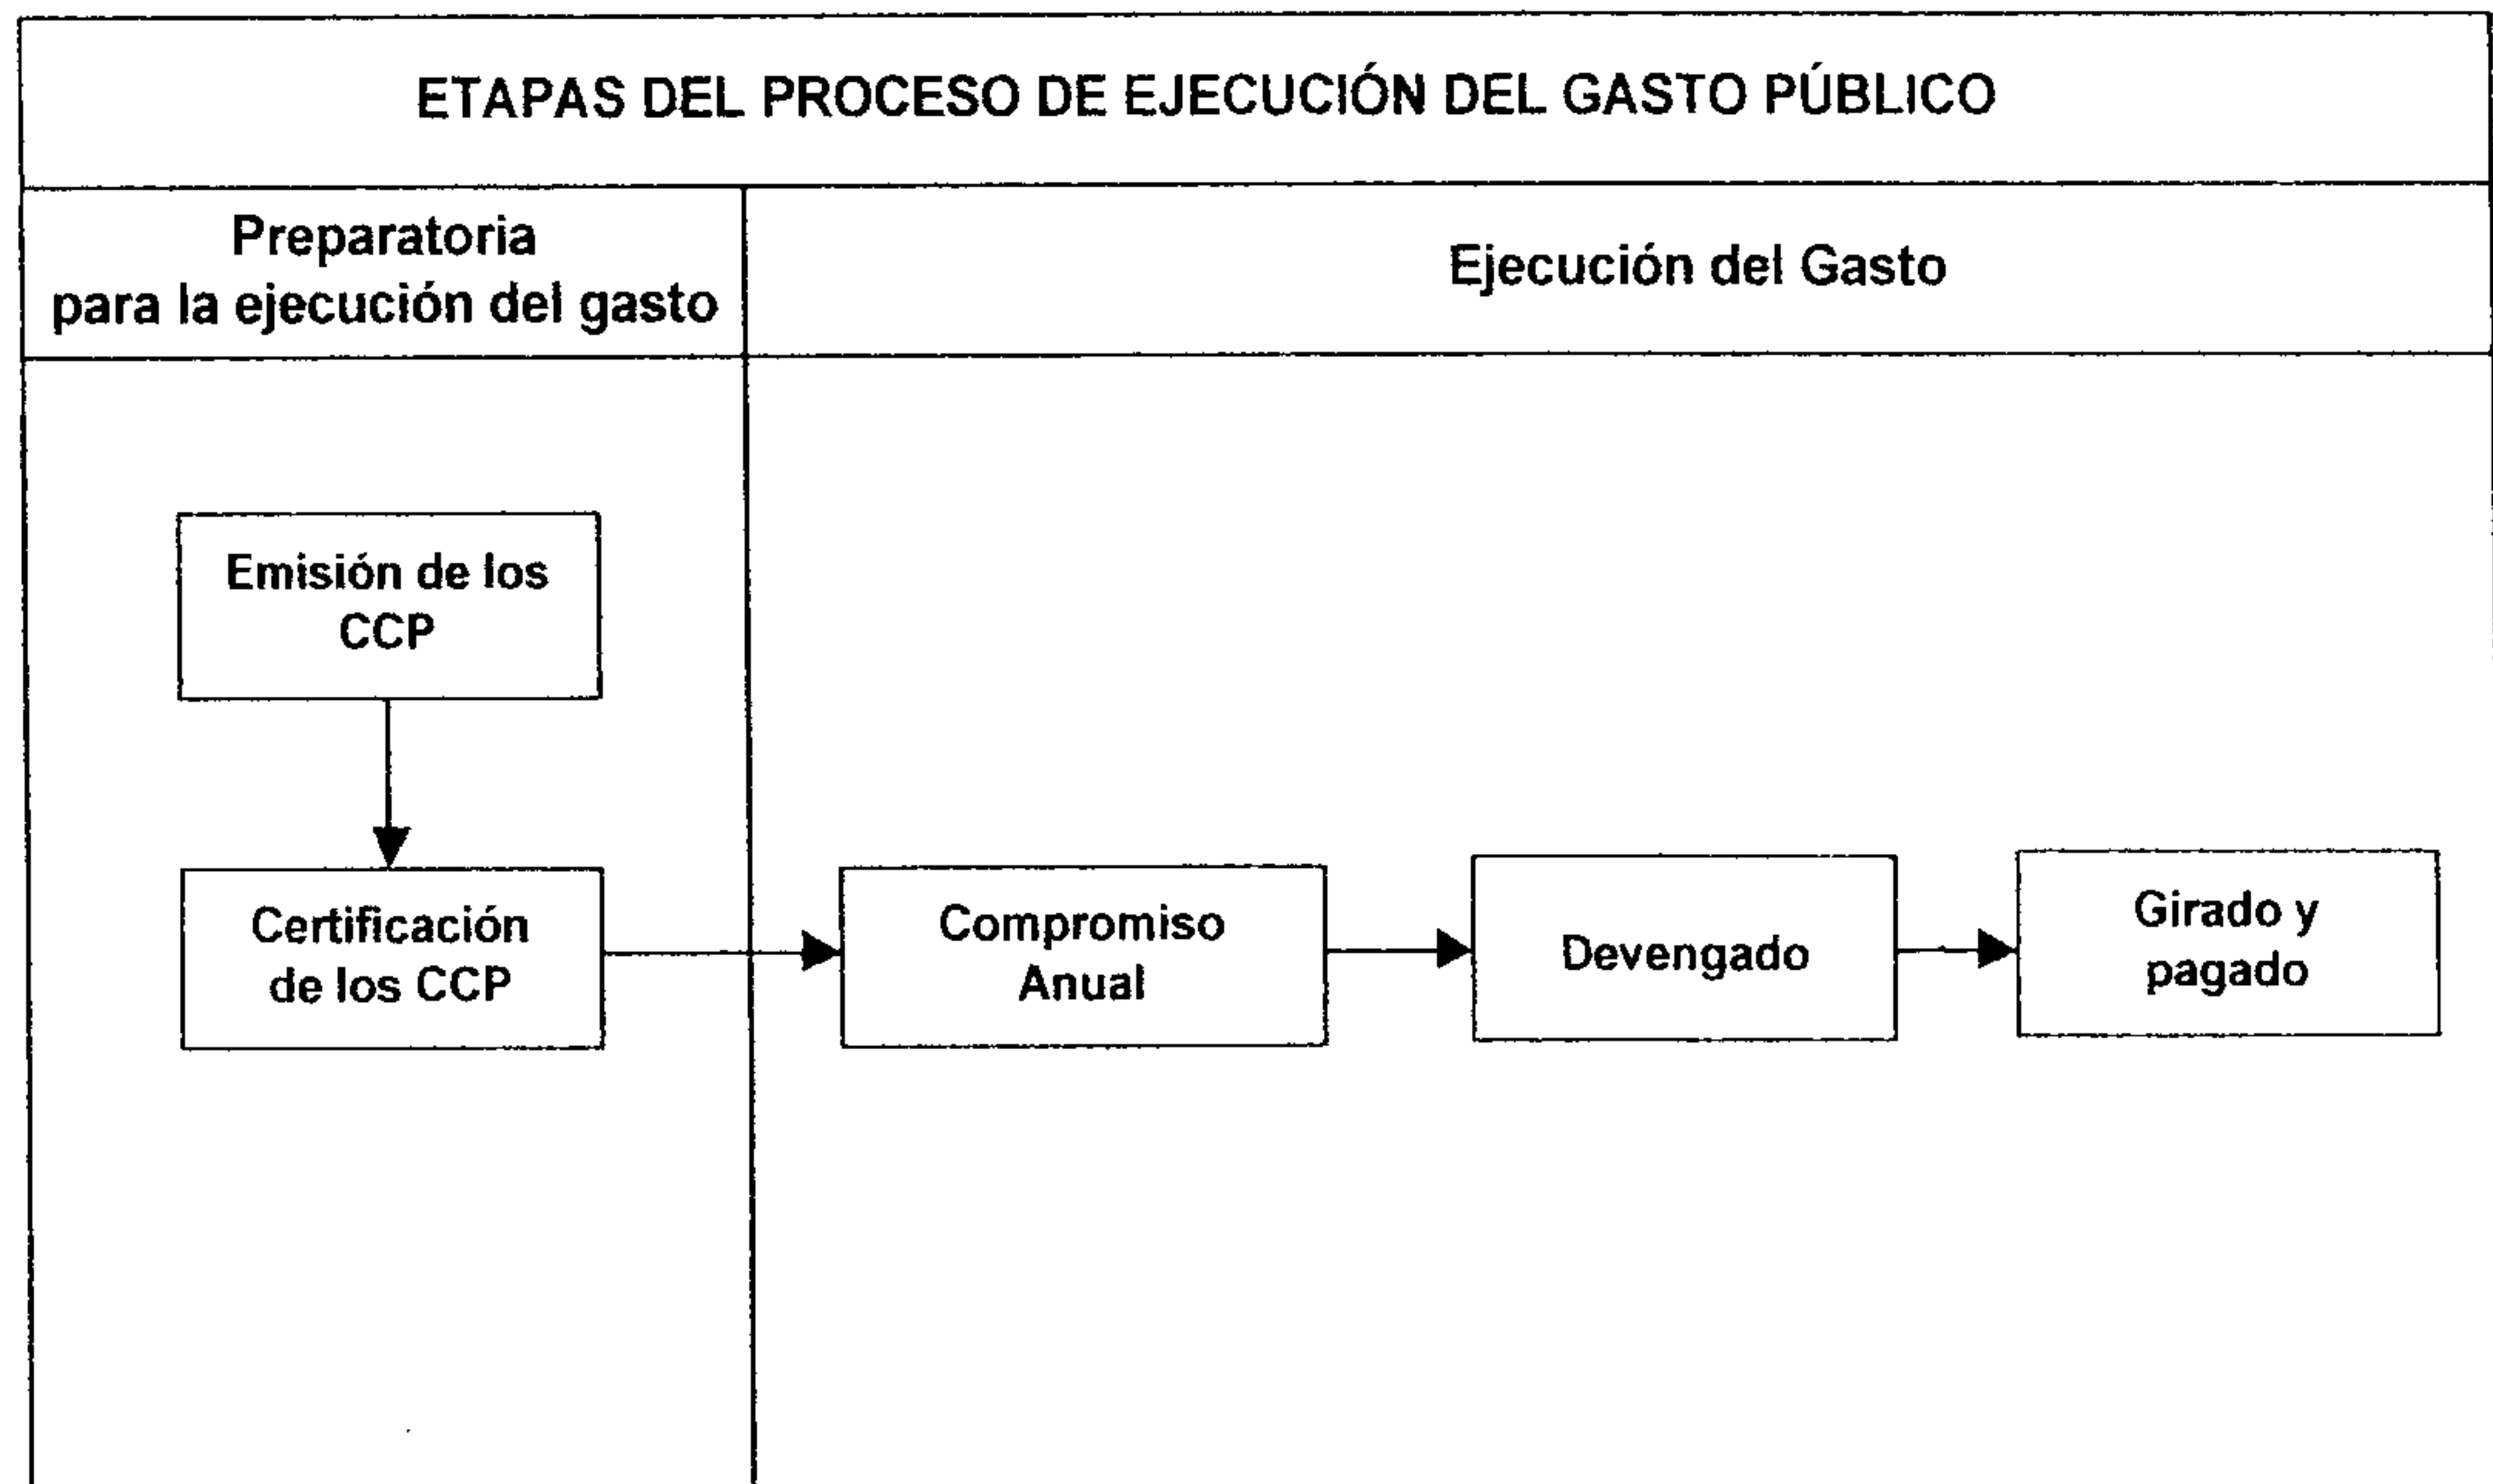 ETAPAS DEL PROCESO DE EJECUCIÓN DEL GASTO PÚBLICO
Preparatoria
para la ejecución del gasto
Ejecución del Gasto
Emisión de los
CCP
Certificación
de los CCP
Compromiso
Anual
Devengado
Girado y
pagado